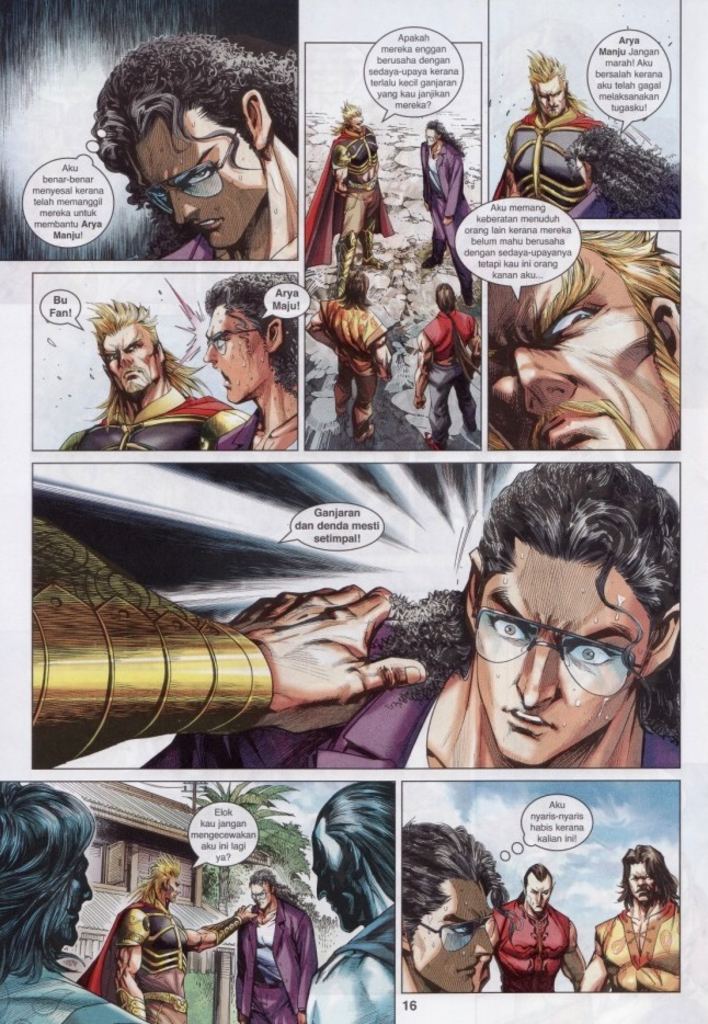 Aku
benar-benar
menyesal kerana
telah memanggil
mereka untuk
membantu Arya
Manju!
Apakah
mereka enggan
berusaha dengan
sedaya-upaya kerana
terlalu kecil ganjaran
yang kau janjikan
mereka?
Arya
Manju Jangan
marah! Aku
bersalah kerana
aku telah gagal
melaksanakan
tugasku!
Bu
Fan!
Arya
Maju!
Aku memang
keberatan menuduh
orang lain kerana mereka
belum mahu berusaha
dengan sedaya-upayanya
tetapi kau ini orang
kanan aku...
Ganjaran
dan denda mesti
setimpal!
Elok
kau jangan
mengecewakan
aku ini lagi
ya?
Aku
nyaris-nyaris
habis kerana
kalian ini!
16